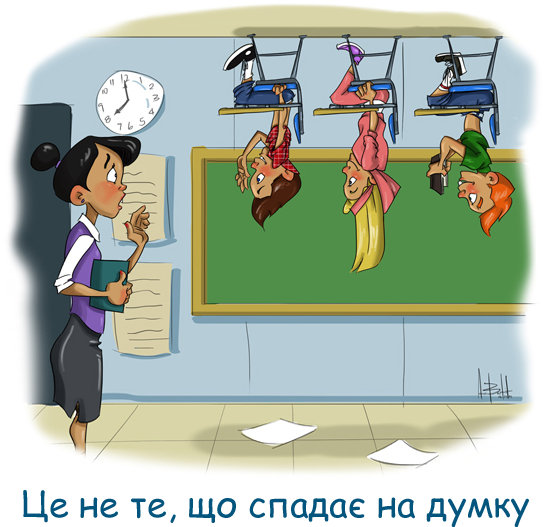 Це не те, що спадає на думку